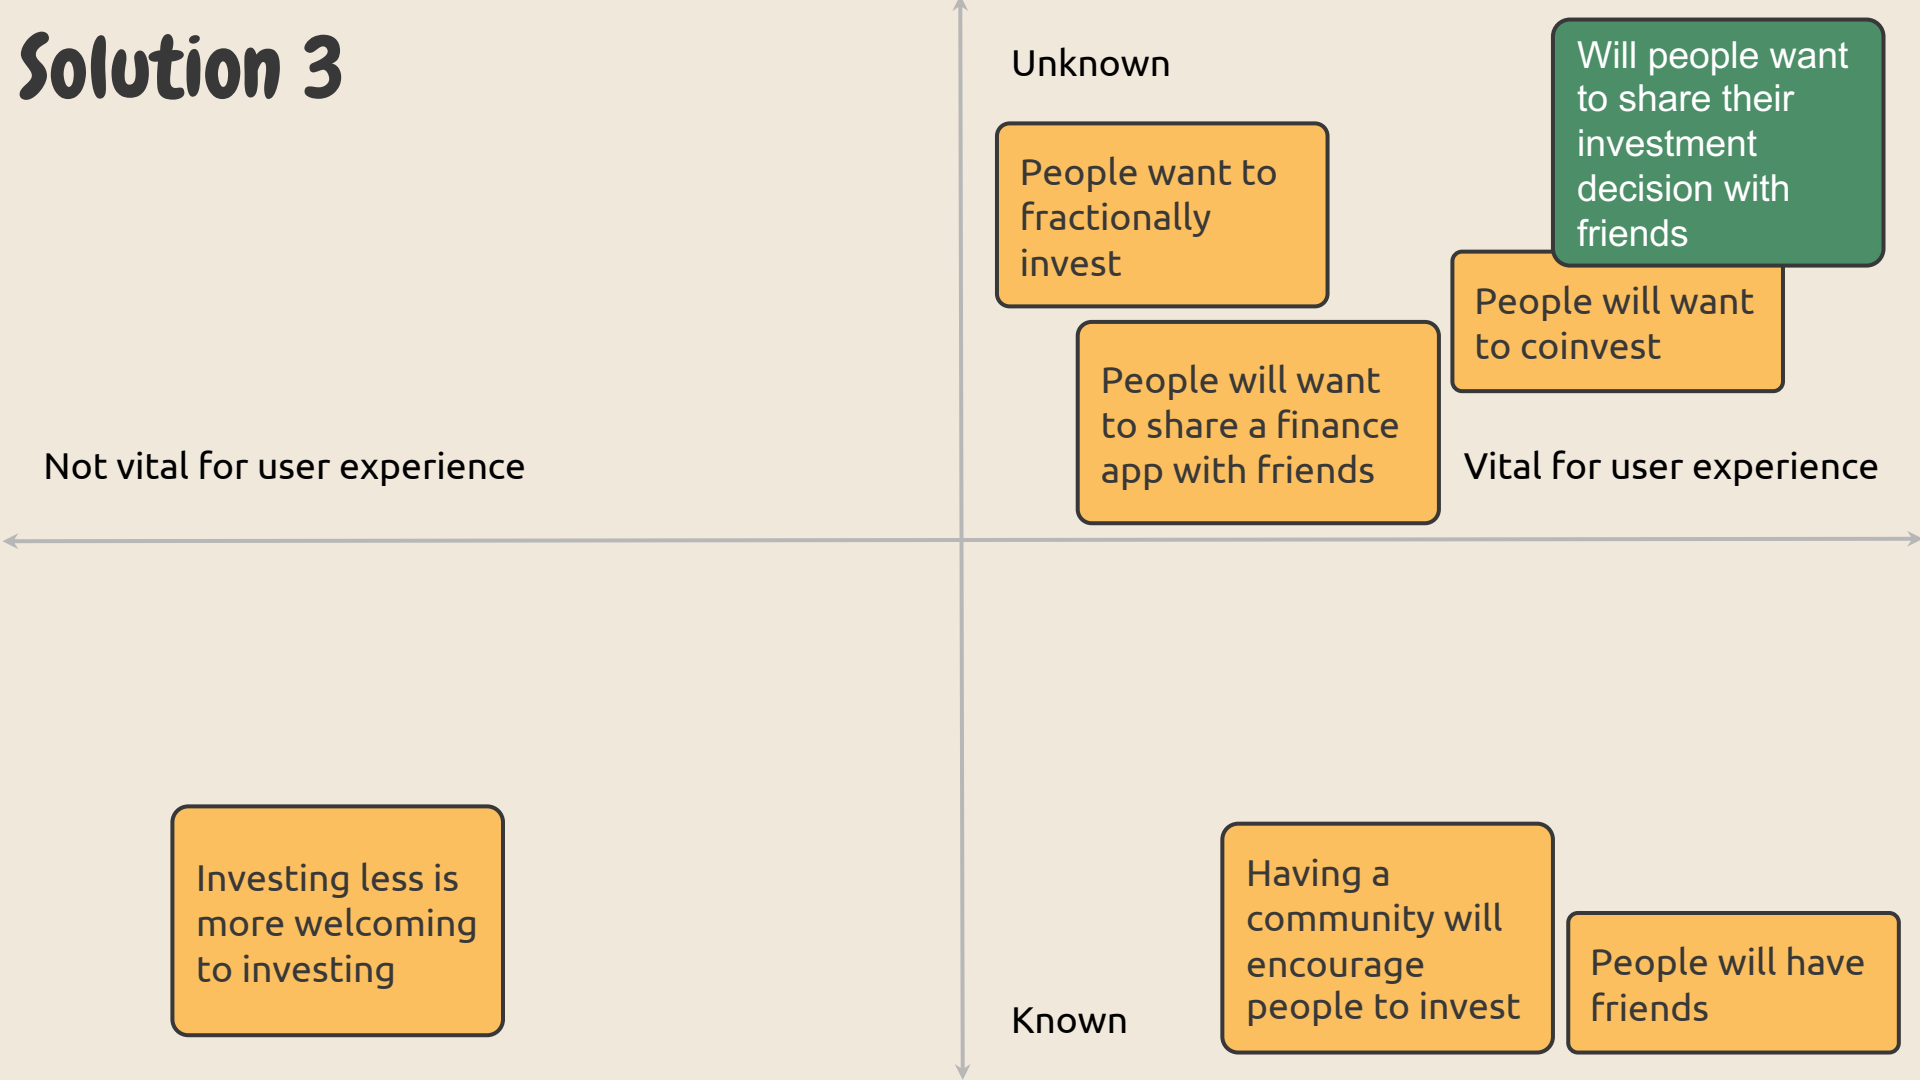 Solution 3
Unknown
Will people want
to share their
investment
decision with
friends
People want to
fractionally
invest
People will want
to coinvest
People will want
to share a finance
app with friends
Not vital for user experience
Vital for user experience
Investing less is
more welcoming
to investing
Having a
community will
encourage
people to invest
People will have
friends
Known